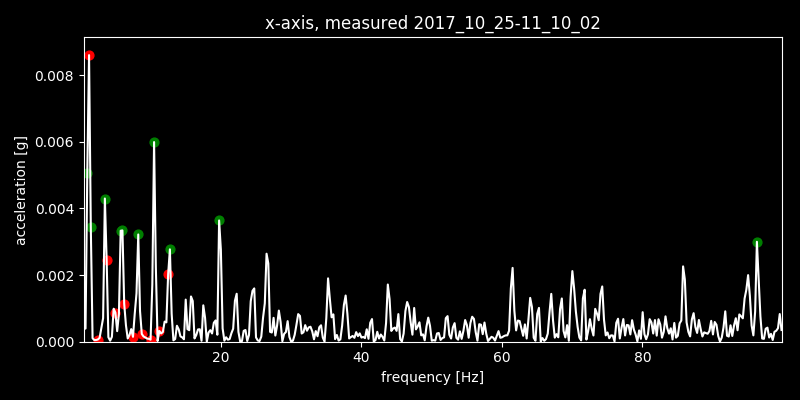 x-axis, measured 2017_10_25-11_10_02
acceleration [g]
0.008
0.006
0.004
0.002
0.000
20 40 60 80
frequency [Hz]